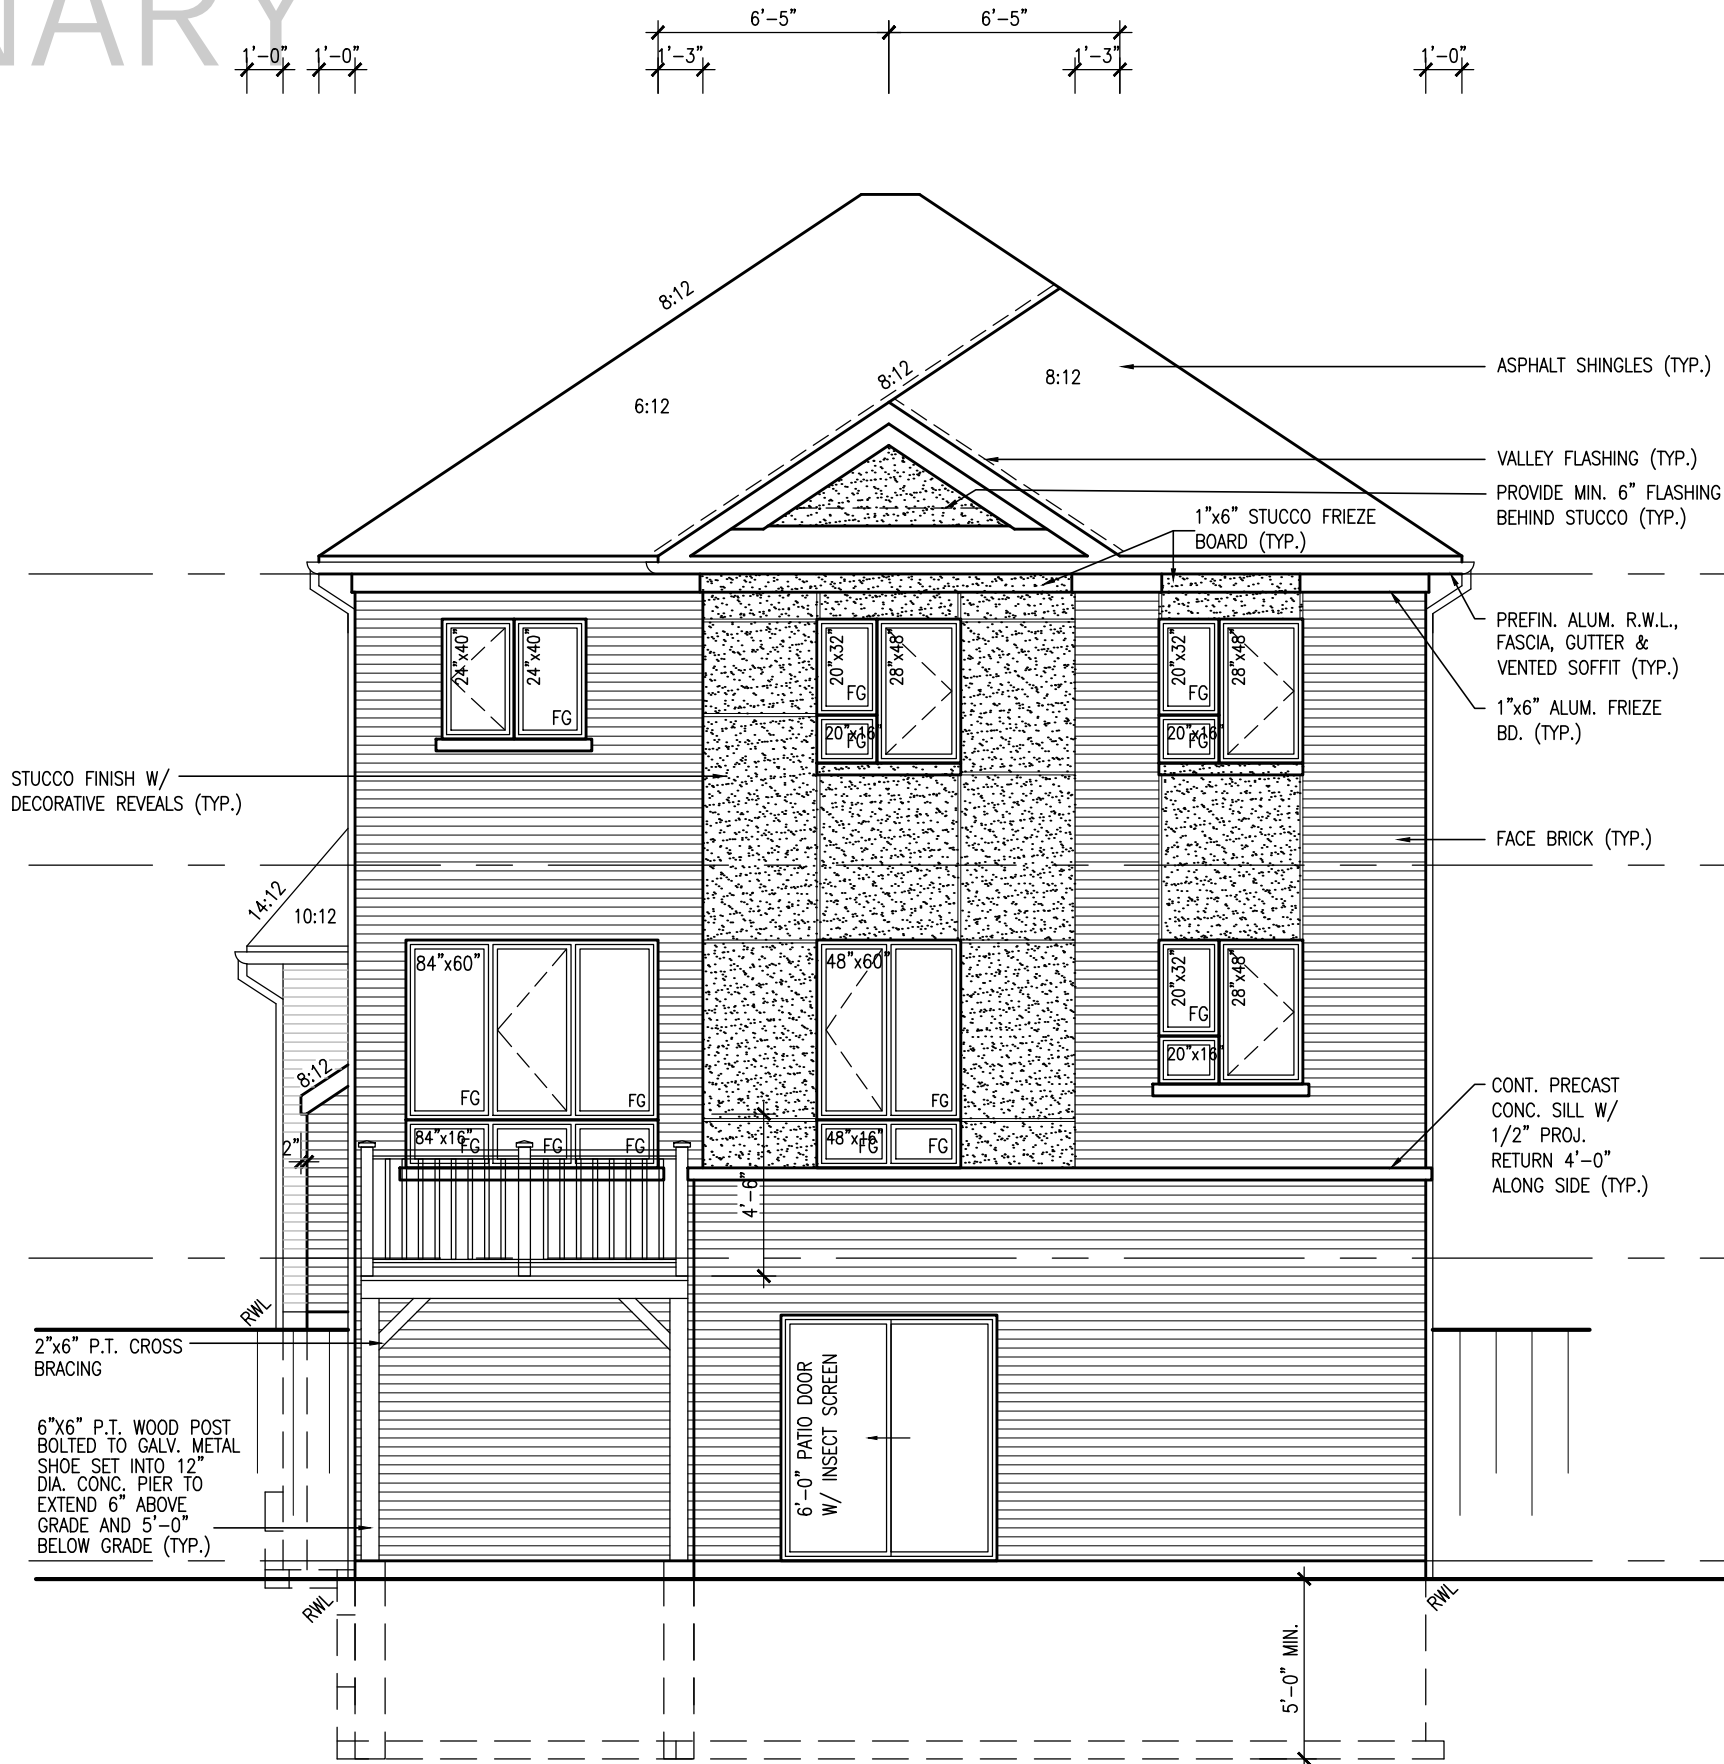 NARY
6'-5" 6'-5"
1'-0" 1'-0" 1'-3" 1'-3" 1'-0"
8:12
8:12
8:12
6:12
ASPHALT SHINGLES (TYP.)
VALLEY FLASHING (TYP.)
PROVIDE MIN. 6" FLASHING
BEHIND STUCCO (TYP.)
1"x6" STUCCO FRIEZE
BOARD (TYP.)
PREFIN. ALUM. R.W.L.,
FASCIA, GUTTER &
VENTED SOFFIT (TYP.)
1"x6" ALUM. FRIEZE
BD. (TYP.)
24"x40"
24"x40"
FG
20"x32"
FG
28"x48"
20"x16"
FG
20"x32"
FG
28"x48"
20"x16"
FG
STUCCO FINISH W/
DECORATIVE REVEALS (TYP.)
FACE BRICK (TYP.)
14:12
10:12
84"x60"
FG
FG
84"x16"
FG
FG
FG
48"x60"
FG
48"x16"
FG
FG
20"x32"
FG
28"x48"
20"x16"
8:12
2"
4'-6"
CONT. PRECAST
CONC. SILL W/
1/2" PROJ.
RETURN 4'-0"
ALONG SIDE (TYP.)
RWL
2"x6" P.T. CROSS
BRACING
6"X6" P.T. WOOD POST
BOLTED TO GALV. METAL
SHOE SET INTO 12"
DIA. CONC. PIER TO
EXTEND 6" ABOVE
GRADE AND 5'-0"
BELOW GRADE (TYP.)
6'-0" PATIO DOOR
W/ INSECT SCREEN
RWL
RWL
5'-0" MIN.